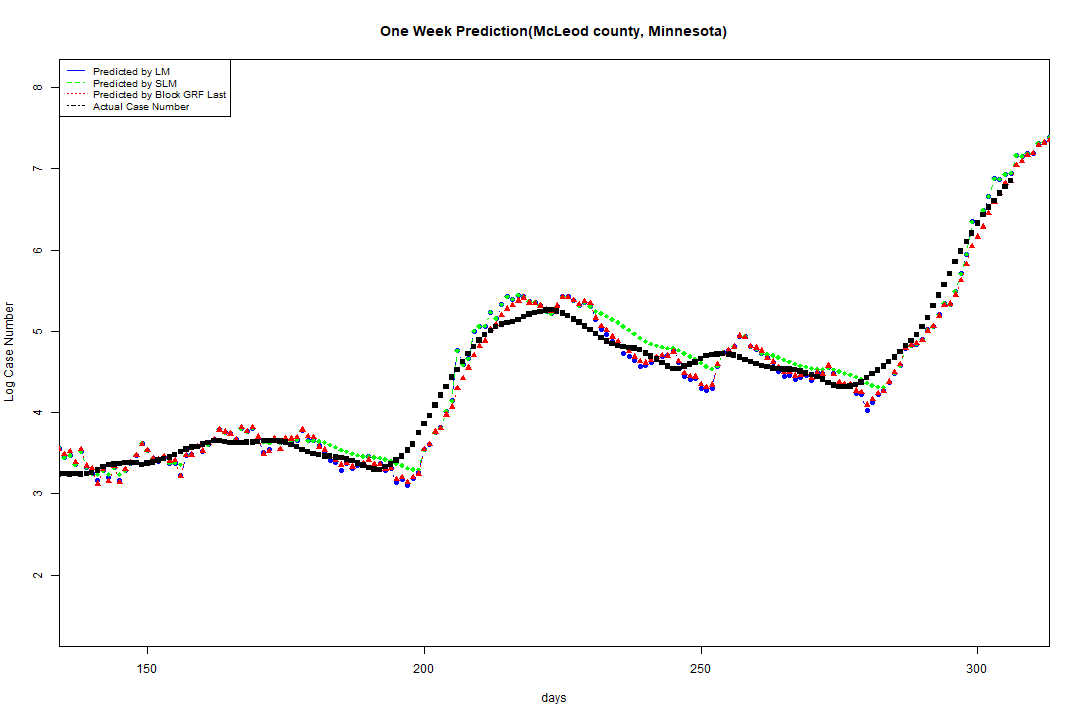 One Week Prediction(McLeod county, Minnesota)
Predicted by LM
Predicted by SLM
Predicted by Block GRF Last
Actual Case Number
Log Case Number
8
7
6
5
4
3
2
150
200
250
300
days